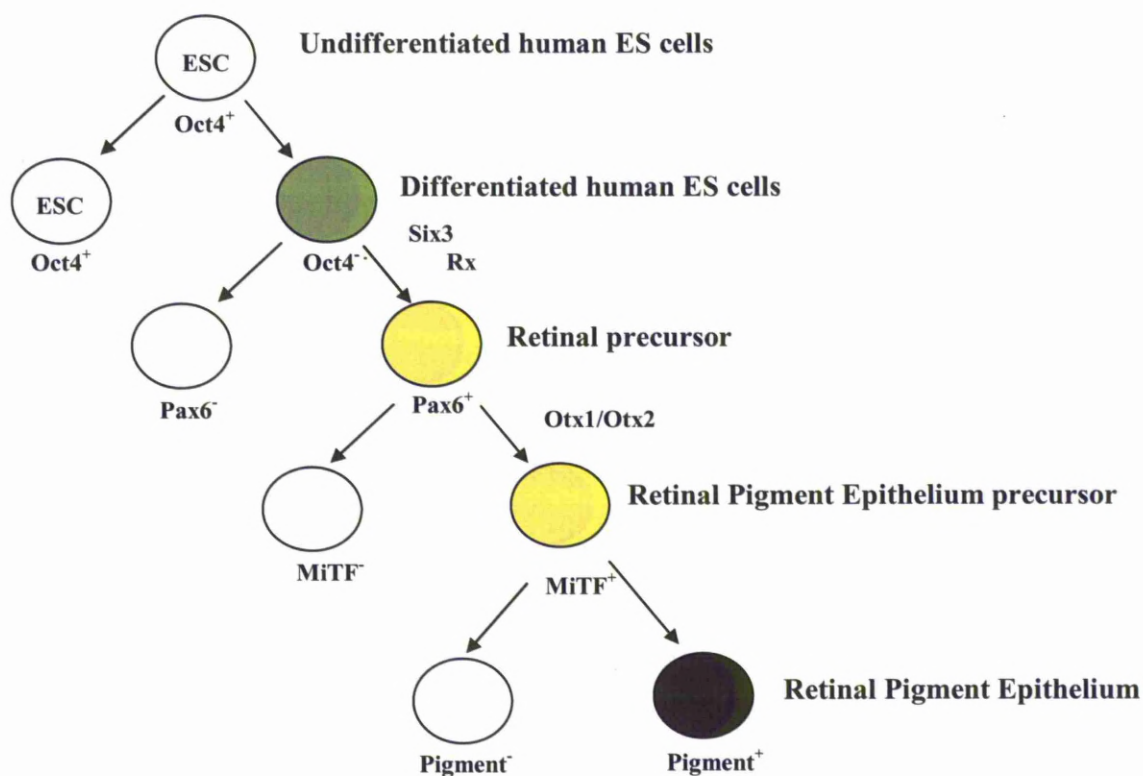 Undifferentiated human ES cells
ESC
Oct4⁺
ESC
Oct4⁺
Differentiated human ES cells
Oct4⁻
Six3
Rx
Pax6⁻
Retinal precursor
Pax6⁺
Otx1/Otx2
MiTF⁻
Retinal Pigment Epithelium precursor
MiTF⁺
Pigment⁻
Retinal Pigment Epithelium
Pigment⁺